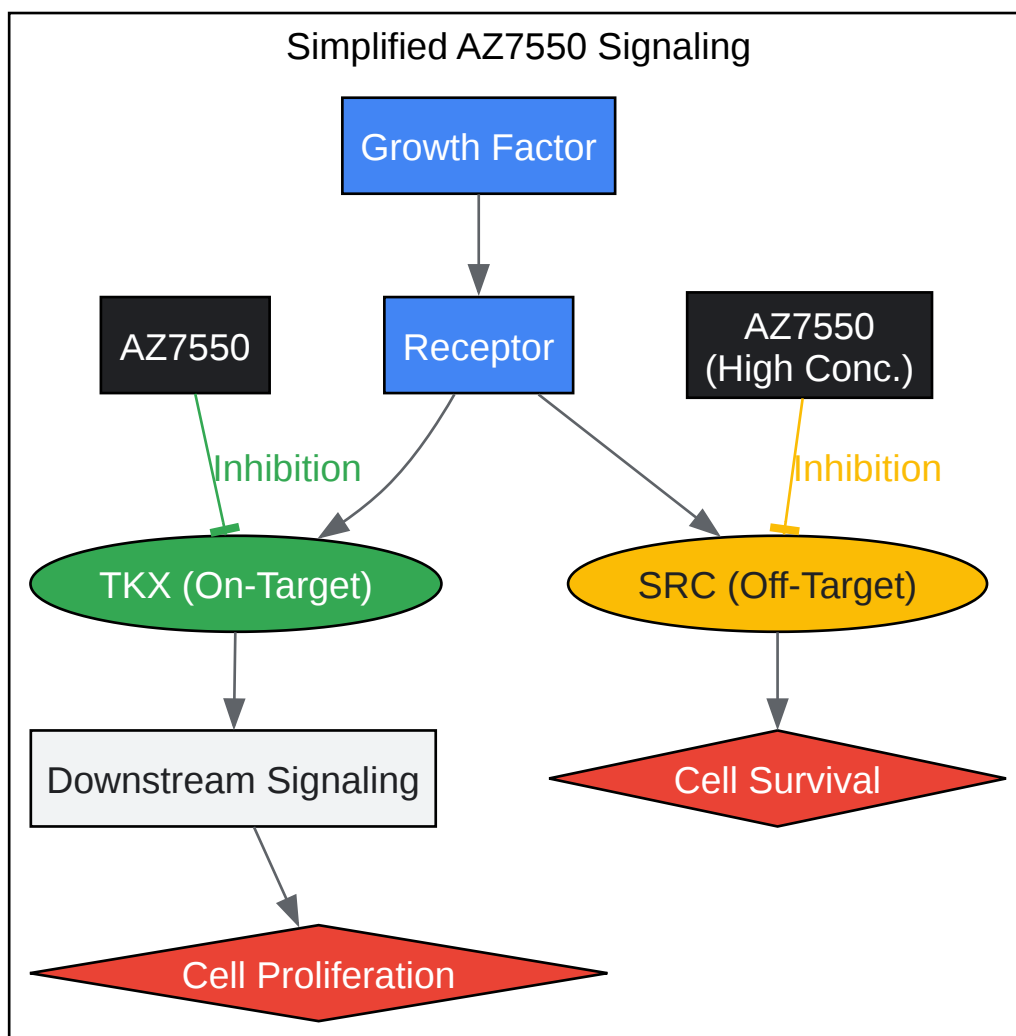 Simplified AZ7550 Signaling
Growth Factor
AZ7550
Receptor
AZ7550
(High Conc.)
Inhibition
Inhibition
TKX (On-Target)
SRC (Off-Target)
Downstream Signaling
Cell Survival
Cell Proliferation